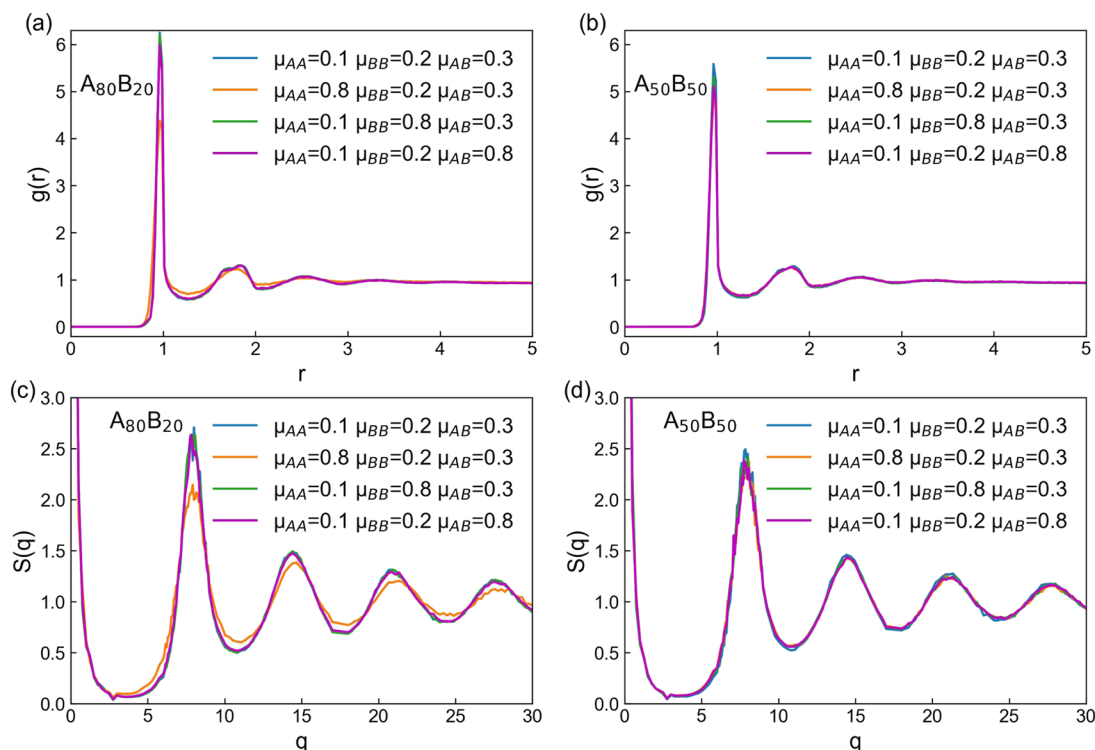 (a)
A₈₀B₂₀
μAA=0.1 μBB=0.2 μAB=0.3
μAA=0.8 μBB=0.2 μAB=0.3
μAA=0.1 μBB=0.8 μAB=0.3
μAA=0.1 μBB=0.2 μAB=0.8
g(r)
6
5
4
3
2
1
0
0 1 2 3 4 5
r
(b)
A₅₀B₅₀
μAA=0.1 μBB=0.2 μAB=0.3
μAA=0.8 μBB=0.2 μAB=0.3
μAA=0.1 μBB=0.8 μAB=0.3
μAA=0.1 μBB=0.2 μAB=0.8
g(r)
6
5
4
3
2
1
0
0 1 2 3 4 5
r
(c)
A₈₀B₂₀
μAA=0.1 μBB=0.2 μAB=0.3
μAA=0.8 μBB=0.2 μAB=0.3
μAA=0.1 μBB=0.8 μAB=0.3
μAA=0.1 μBB=0.2 μAB=0.8
S(q)
3.0
2.5
2.0
1.5
1.0
0.5
0.0
0 5 10 15 20 25 30
q
(d)
A₅₀B₅₀
μAA=0.1 μBB=0.2 μAB=0.3
μAA=0.8 μBB=0.2 μAB=0.3
μAA=0.1 μBB=0.8 μAB=0.3
μAA=0.1 μBB=0.2 μAB=0.8
S(q)
3.0
2.5
2.0
1.5
1.0
0.5
0.0
0 5 10 15 20 25 30
q